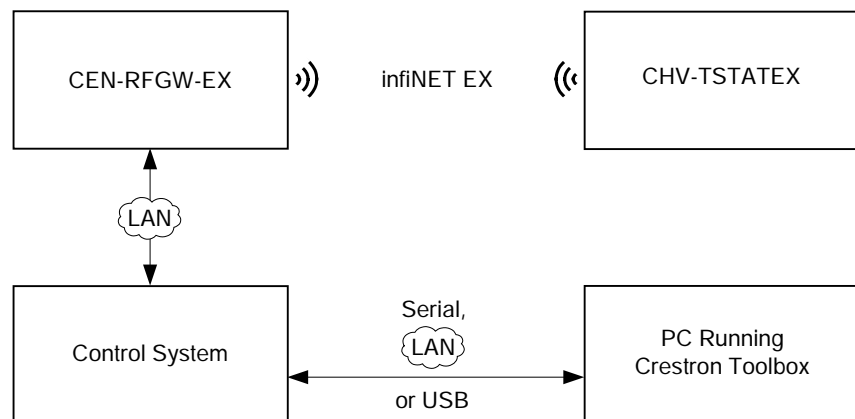 CEN-RFGW-EX
infiNET EX
CHV-TSTATEX
LAN
Control System
Serial,
LAN
or USB
PC Running
Crestron Toolbox